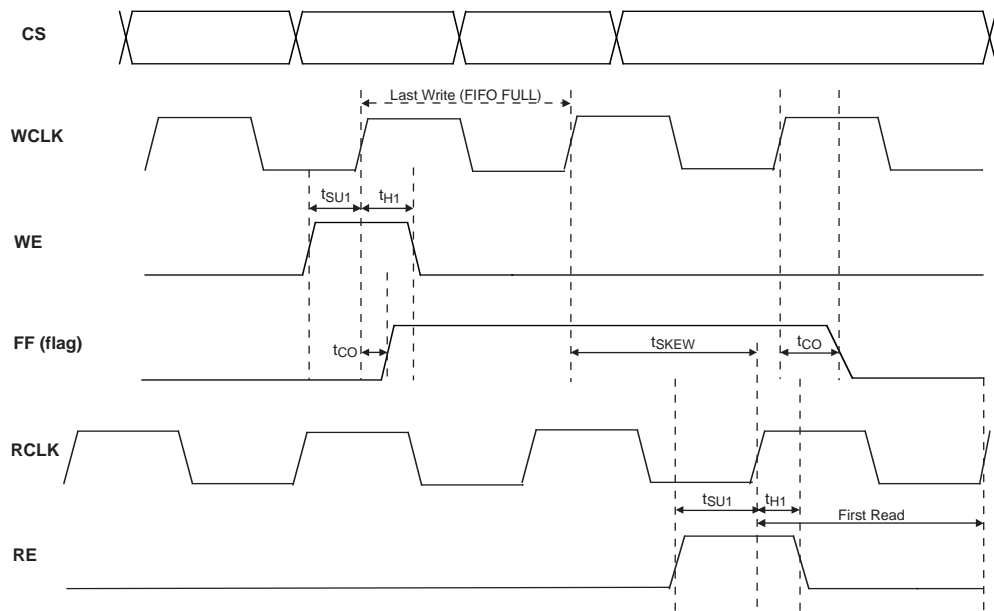 CS
Last Write (FIFO FULL)
WCLK
tSU1 tH1
WE
FF (flag)
tCO tSKEW tCO
RCLK
tSU1 tH1
First Read
RE